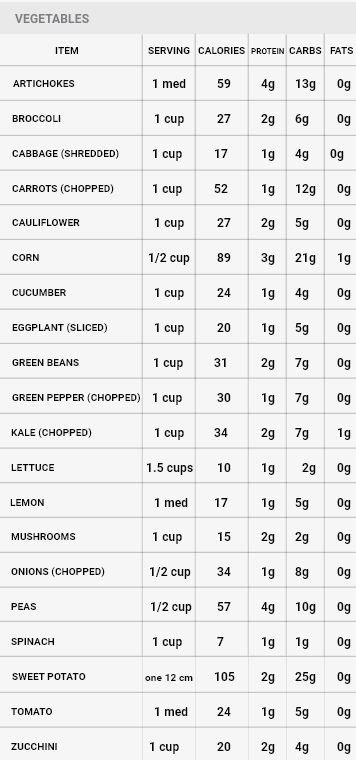 VEGETABLES
ITEM SERVING CALORIES PROTEIN CARBS FATS
ARTICHOKES 1 med 59 4g 13g 0g
BROCCOLI 1 cup 27 2g 6g 0g
CABBAGE (SHREDDED) 1 cup 17 1g 4g 0g
CARROTS (CHOPPED) 1 cup 52 1g 12g 0g
CAULIFLOWER 1 cup 27 2g 5g 0g
CORN 1/2 cup 89 3g 21g 1g
CUCUMBER 1 cup 24 1g 4g 0g
EGGPLANT (SLICED) 1 cup 20 1g 5g 0g
GREEN BEANS 1 cup 31 2g 7g 0g
GREEN PEPPER (CHOPPED) 1 cup 30 1g 7g 0g
KALE (CHOPPED) 1 cup 34 2g 7g 1g
LETTUCE 1.5 cups 10 1g 2g 0g
LEMON 1 med 17 1g 5g 0g
MUSHROOMS 1 cup 15 2g 2g 0g
ONIONS (CHOPPED) 1/2 cup 34 1g 8g 0g
PEAS 1/2 cup 57 4g 10g 0g
SPINACH 1 cup 7 1g 1g 0g
SWEET POTATO one 12 cm 105 2g 25g 0g
TOMATO 1 med 24 1g 5g 0g
ZUCCHINI 1 cup 20 2g 4g 0g